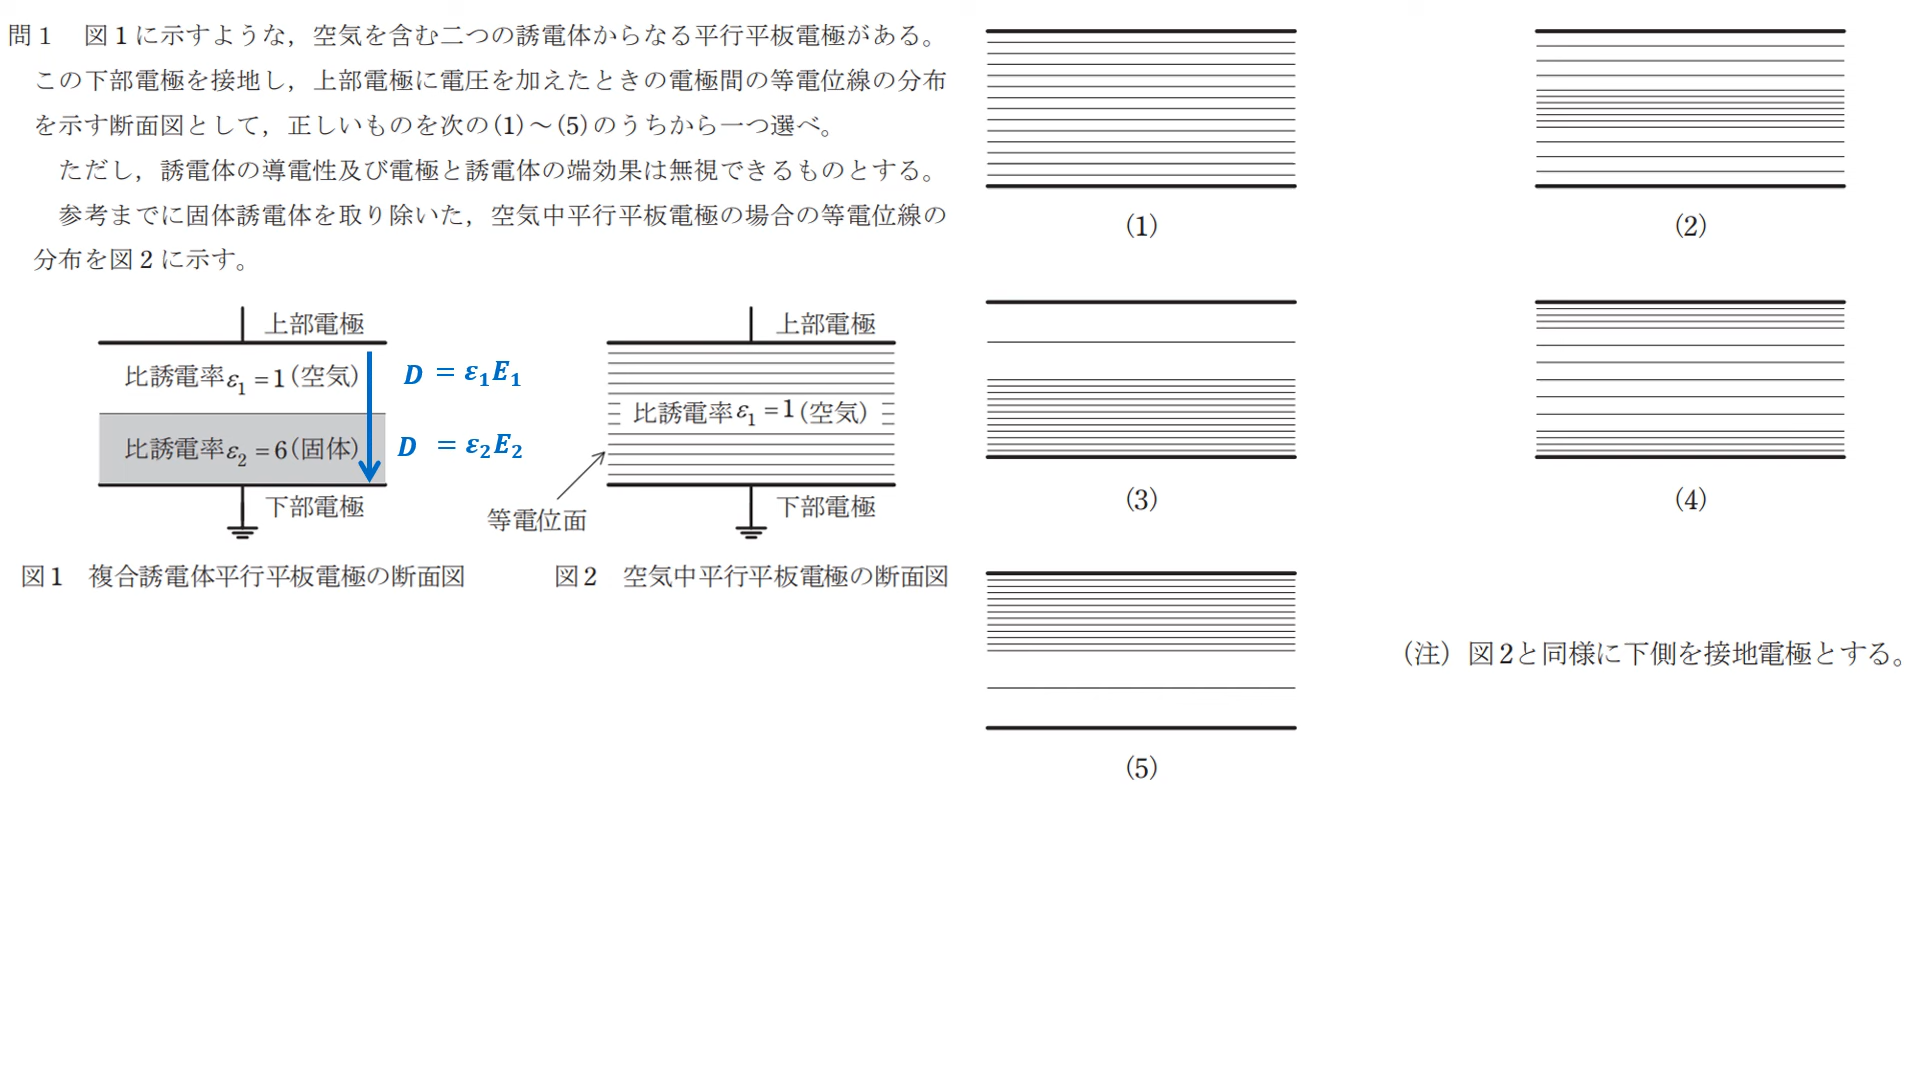 問1 図1に示すような，空気を含む二つの誘電体からなる平行平板電極がある。
この下部電極を接地し，上部電極に電圧を加えたときの電極間の等電位線の分布
を示す断面図として，正しいものを次の(1)～(5)のうちから一つ選べ。
ただし，誘電体の導電性及び電極と誘電体の端効果は無視できるものとする。
参考までに固体誘電体を取り除いた，空気中平行平板電極の場合の等電位線の
分布を図2に示す。
上部電極
比誘電率ε₁=1(空気)
D = ε₁E₁
比誘電率ε₂=6(固体)
D = ε₂E₂
下部電極
図1 複合誘電体平行平板電極の断面図
上部電極
比誘電率ε₁=1(空気)
等電位面
下部電極
図2 空気中平行平板電極の断面図
(1)
(2)
(3)
(4)
(5)
(注) 図2と同様に下側を接地電極とする。